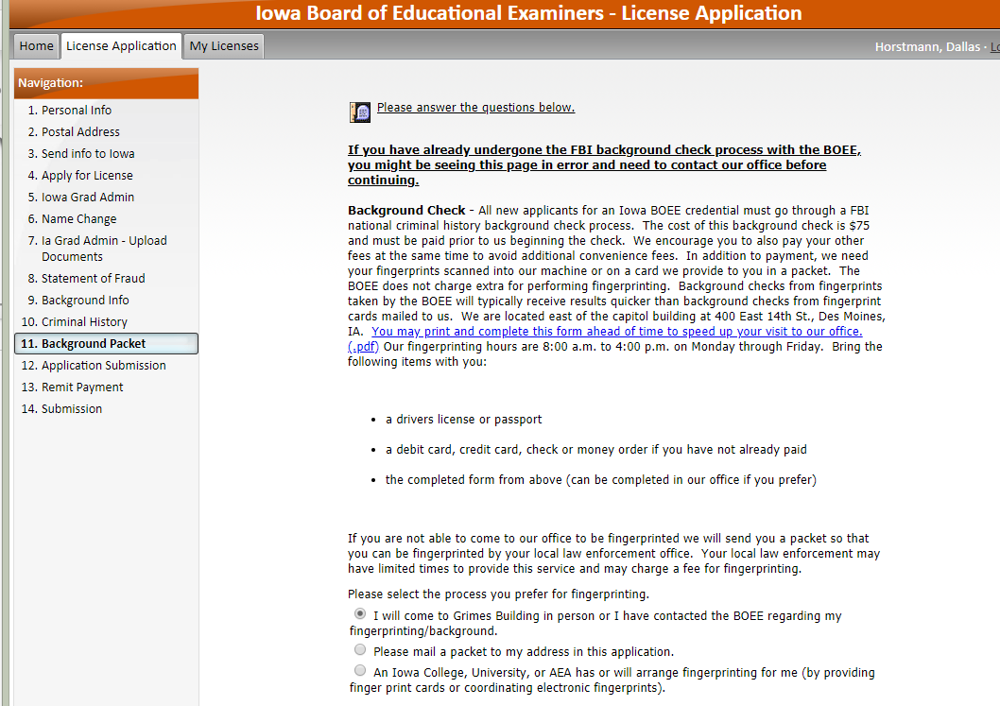 Iowa Board of Educational Examiners - License Application
Home
License Application
My Licenses
Horstmann, Dallas ·
Navigation:
1. Personal Info
2. Postal Address
3. Send info to Iowa
4. Apply for License
5. Iowa Grad Admin
6. Name Change
7. Ia Grad Admin - Upload
Documents
8. Statement of Fraud
9. Background Info
10. Criminal History
11. Background Packet
12. Application Submission
13. Remit Payment
14. Submission
Please answer the questions below.
If you have already undergone the FBI background check process with the BOEE,
you might be seeing this page in error and need to contact our office before
continuing.
Background Check - All new applicants for an Iowa BOEE credential must go through a FBI
national criminal history background check process. The cost of this background check is $75
and must be paid prior to us beginning the check. We encourage you to also pay your other
fees at the same time to avoid additional convenience fees. In addition to payment, we need
your fingerprints scanned into our machine or on a card we provide to you in a packet. The
BOEE does not charge extra for performing fingerprinting. Background checks from fingerprints
taken by the BOEE will typically receive results quicker than background checks from fingerprint
cards mailed to us. We are located east of the capitol building at 400 East 14th St., Des Moines,
IA. You may print and complete this form ahead of time to speed up your visit to our office.
(.pdf) Our fingerprinting hours are 8:00 a.m. to 4:00 p.m. on Monday through Friday. Bring the
following items with you:
• a drivers license or passport
• a debit card, credit card, check or money order if you have not already paid
• the completed form from above (can be completed in our office if you prefer)
If you are not able to come to our office to be fingerprinted we will send you a packet so that
you can be fingerprinted by your local law enforcement office. Your local law enforcement may
have limited times to provide this service and may charge a fee for fingerprinting.
Please select the process you prefer for fingerprinting.
I will come to Grimes Building in person or I have contacted the BOEE regarding my
fingerprinting/background.
Please mail a packet to my address in this application.
An Iowa College, University, or AEA has or will arrange fingerprinting for me (by providing
finger print cards or coordinating electronic fingerprints).